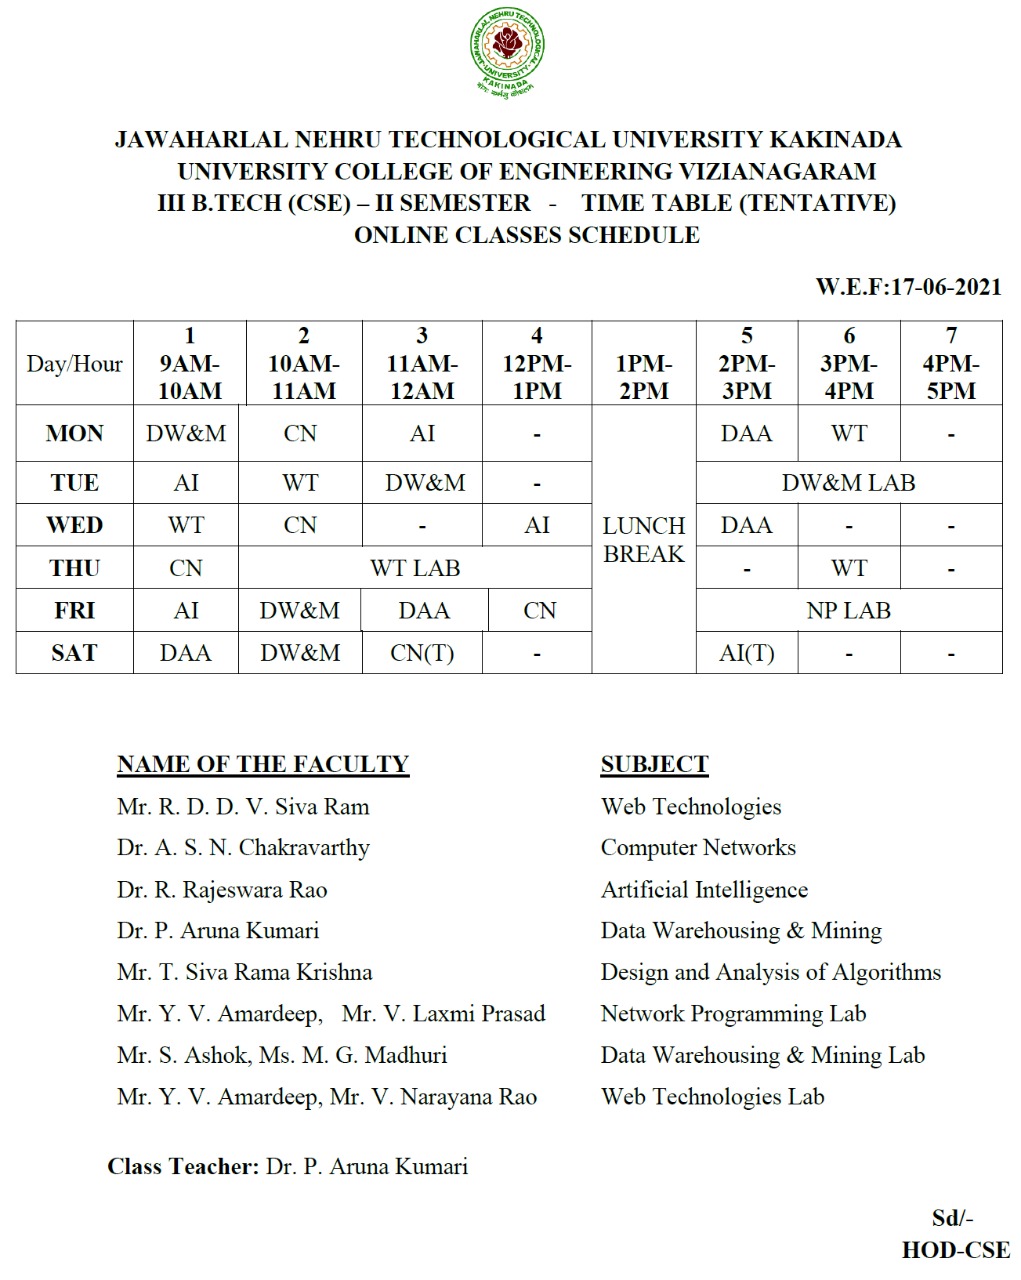 JAWAHARLAL NEHRU TECHNOLOGICAL UNIVERSITY
KAKINADA
JAWAHARLAL NEHRU TECHNOLOGICAL UNIVERSITY KAKINADA
UNIVERSITY COLLEGE OF ENGINEERING VIZIANAGARAM
III B.TECH (CSE) – II SEMESTER - TIME TABLE (TENTATIVE)
ONLINE CLASSES SCHEDULE
W.E.F:17-06-2021
Day/Hour 1 9AM-10AM 2 10AM-11AM 3 11AM-12AM 4 12PM-1PM 1PM-2PM 5 2PM-3PM 6 3PM-4PM 7 4PM-5PM
MON DW&M CN AI - DAA WT -
TUE AI WT DW&M - DW&M LAB
WED WT CN - AI LUNCH BREAK DAA - -
THU CN WT LAB - WT -
FRI AI DW&M DAA CN NP LAB
SAT DAA DW&M CN(T) - AI(T) - -
NAME OF THE FACULTY SUBJECT
Mr. R. D. D. V. Siva Ram Web Technologies
Dr. A. S. N. Chakravarthy Computer Networks
Dr. R. Rajeswara Rao Artificial Intelligence
Dr. P. Aruna Kumari Data Warehousing & Mining
Mr. T. Siva Rama Krishna Design and Analysis of Algorithms
Mr. Y. V. Amardeep, Mr. V. Laxmi Prasad Network Programming Lab
Mr. S. Ashok, Ms. M. G. Madhuri Data Warehousing & Mining Lab
Mr. Y. V. Amardeep, Mr. V. Narayana Rao Web Technologies Lab
Class Teacher: Dr. P. Aruna Kumari
Sd/-
HOD-CSE